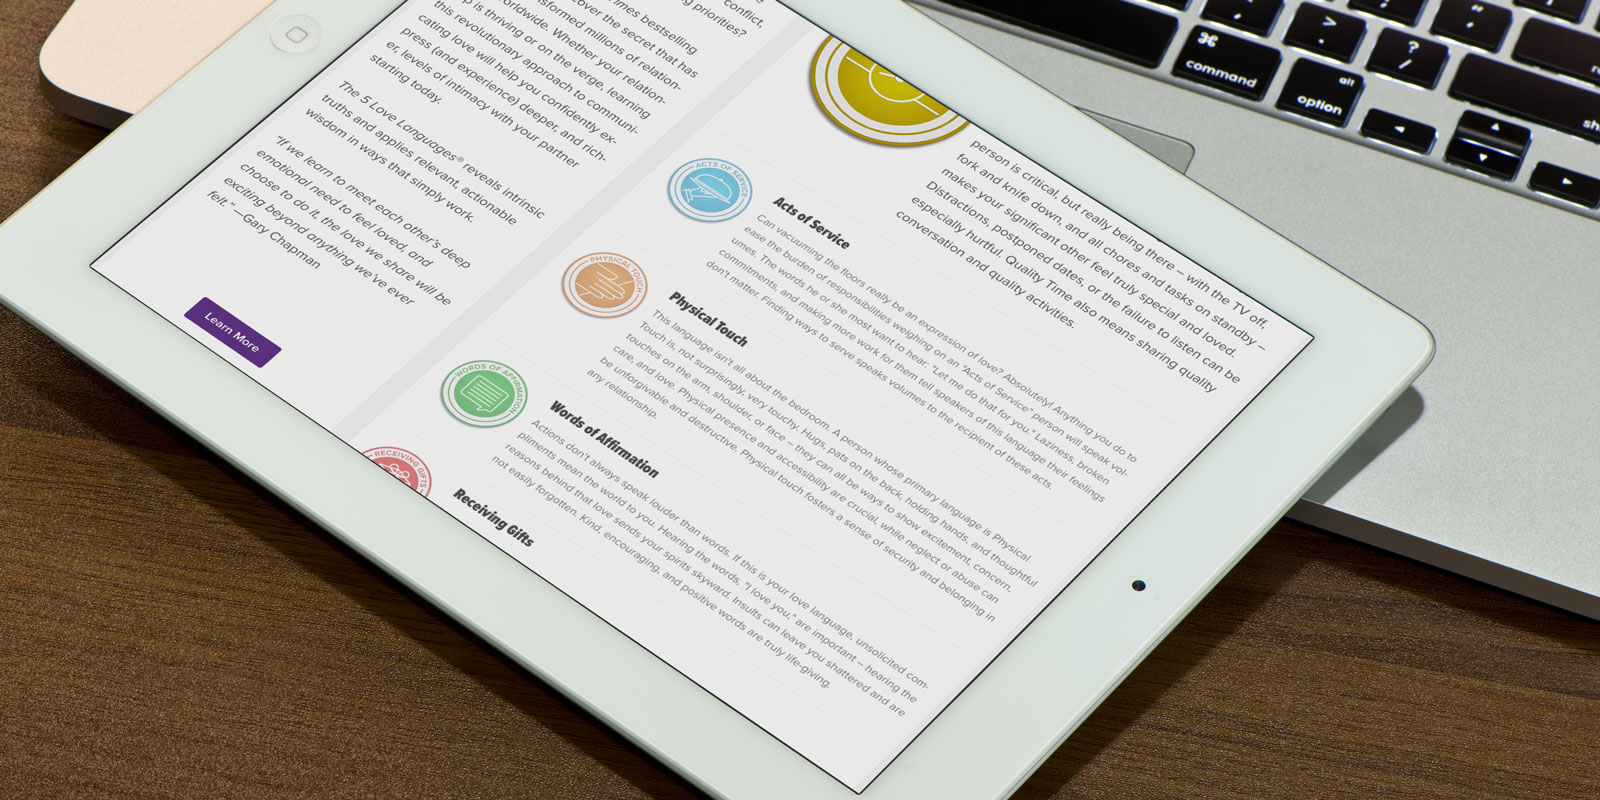 conflict,
ng priorities?
imes bestselling
cover the secret that has
nsformed millions of relation-
orldwide. Whether your relation-
p is thriving or on the verge, learning
this revolutionary approach to communi-
cating love will help you confidently ex-
press (and experience) deeper, and rich-
er, levels of intimacy with your partner
starting today.
The 5 Love Languages® reveals intrinsic
truths and applies relevant, actionable
wisdom in ways that simply work.
"If we learn to meet each other's deep
emotional need to feel loved, and
choose to do it, the love we share will be
exciting beyond anything we've ever
felt." —Gary Chapman
Learn More
person is critical, but really being there – with the TV off,
fork and knife down, and all chores and tasks on standby –
makes your significant other feel truly special and loved.
Distractions, postponed dates, or the failure to listen can be
especially hurtful. Quality Time also means sharing quality
conversation and quality activities.
ACTS OF SERVICE
Acts of Service
Can vacuuming the floors really be an expression of love? Absolutely! Anything you do to
ease the burden of responsibilities weighing on an "Acts of Service" person will speak vol-
umes. The words he or she most want to hear: "Let me do that for you." Laziness, broken
commitments, and making more work for them tell speakers of this language their feelings
don't matter. Finding ways to serve speaks volumes to the recipient of these acts.
PHYSICAL TOUCH
Physical Touch
This language isn't all about the bedroom. A person whose primary language is Physical
Touch is, not surprisingly, very touchy. Hugs, pats on the back, holding hands, and thoughtful
touches on the arm, shoulder, or face – they can all be ways to show excitement, concern,
care, and love. Physical presence and accessibility are crucial, while neglect or abuse can
be unforgivable and destructive. Physical touch fosters a sense of security and belonging in
any relationship.
WORDS OF AFFIRMATION
Words of Affirmation
Actions don't always speak louder than words. If this is your love language, unsolicited com-
pliments mean the world to you. Hearing the words, "I love you," are important – hearing the
reasons behind that love sends your spirits skyward. Insults can leave you shattered and are
not easily forgotten. Kind, encouraging, and positive words are truly life-giving.
RECEIVING GIFTS
Receiving Gifts
⌘
command
alt
option
>
.
?
/
:
;
◄
▲
▼
►